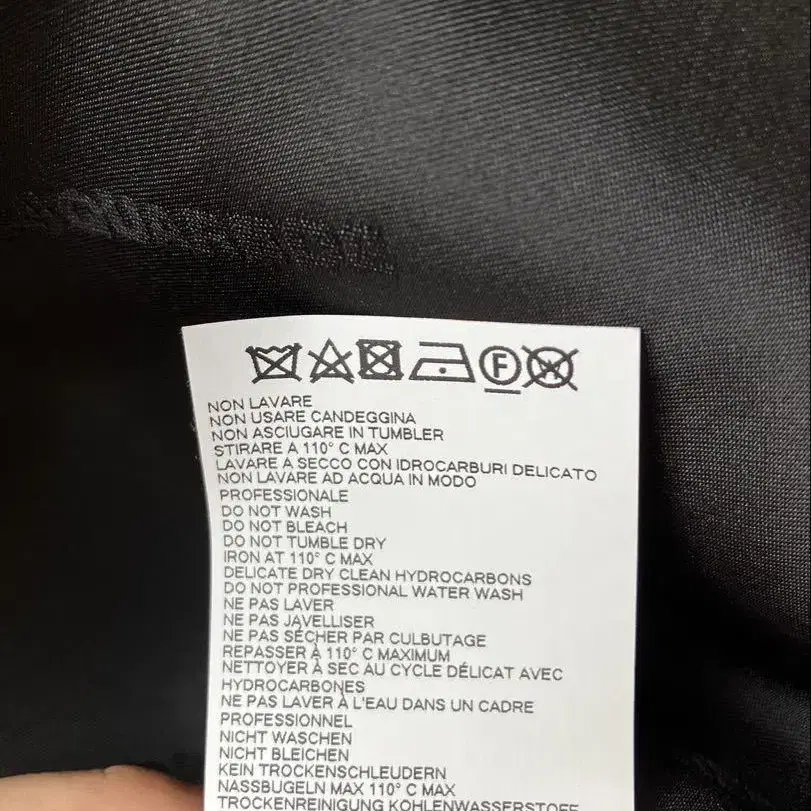 F W
NON LAVARE
NON USARE CANDEGGINA
NON ASCIUGARE IN TUMBLER
STIRARE A 110° C MAX
LAVARE A SECCO CON IDROCARBURI DELICATO
NON LAVARE AD ACQUA IN MODO
PROFESSIONALE
DO NOT WASH
DO NOT BLEACH
DO NOT TUMBLE DRY
IRON AT 110° C MAX
DELICATE DRY CLEAN HYDROCARBONS
DO NOT PROFESSIONAL WATER WASH
NE PAS LAVER
NE PAS JAVELLISER
NE PAS SÉCHER PAR CULBUTAGE
REPASSER À 110° C MAXIMUM
NETTOYER À SEC AU CYCLE DÉLICAT AVEC
HYDROCARBONES
NE PAS LAVER À L'EAU DANS UN CADRE
PROFESSIONNEL
NICHT WASCHEN
NICHT BLEICHEN
KEIN TROCKENSCHLEUDERN
NASSBUGELN MAX 110° C MAX
TROCKENREINIGUNG KOHLENWASSERSTOFF